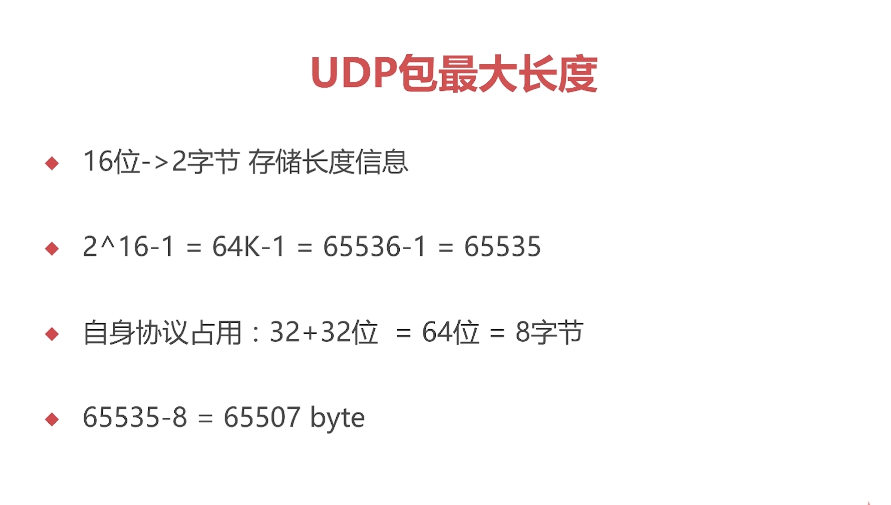 UDP包最大长度
16位->2字节 存储长度信息
2^16-1 = 64K-1 = 65536-1 = 65535
自身协议占用：32+32位 = 64位 = 8字节
65535-8 = 65507 byte